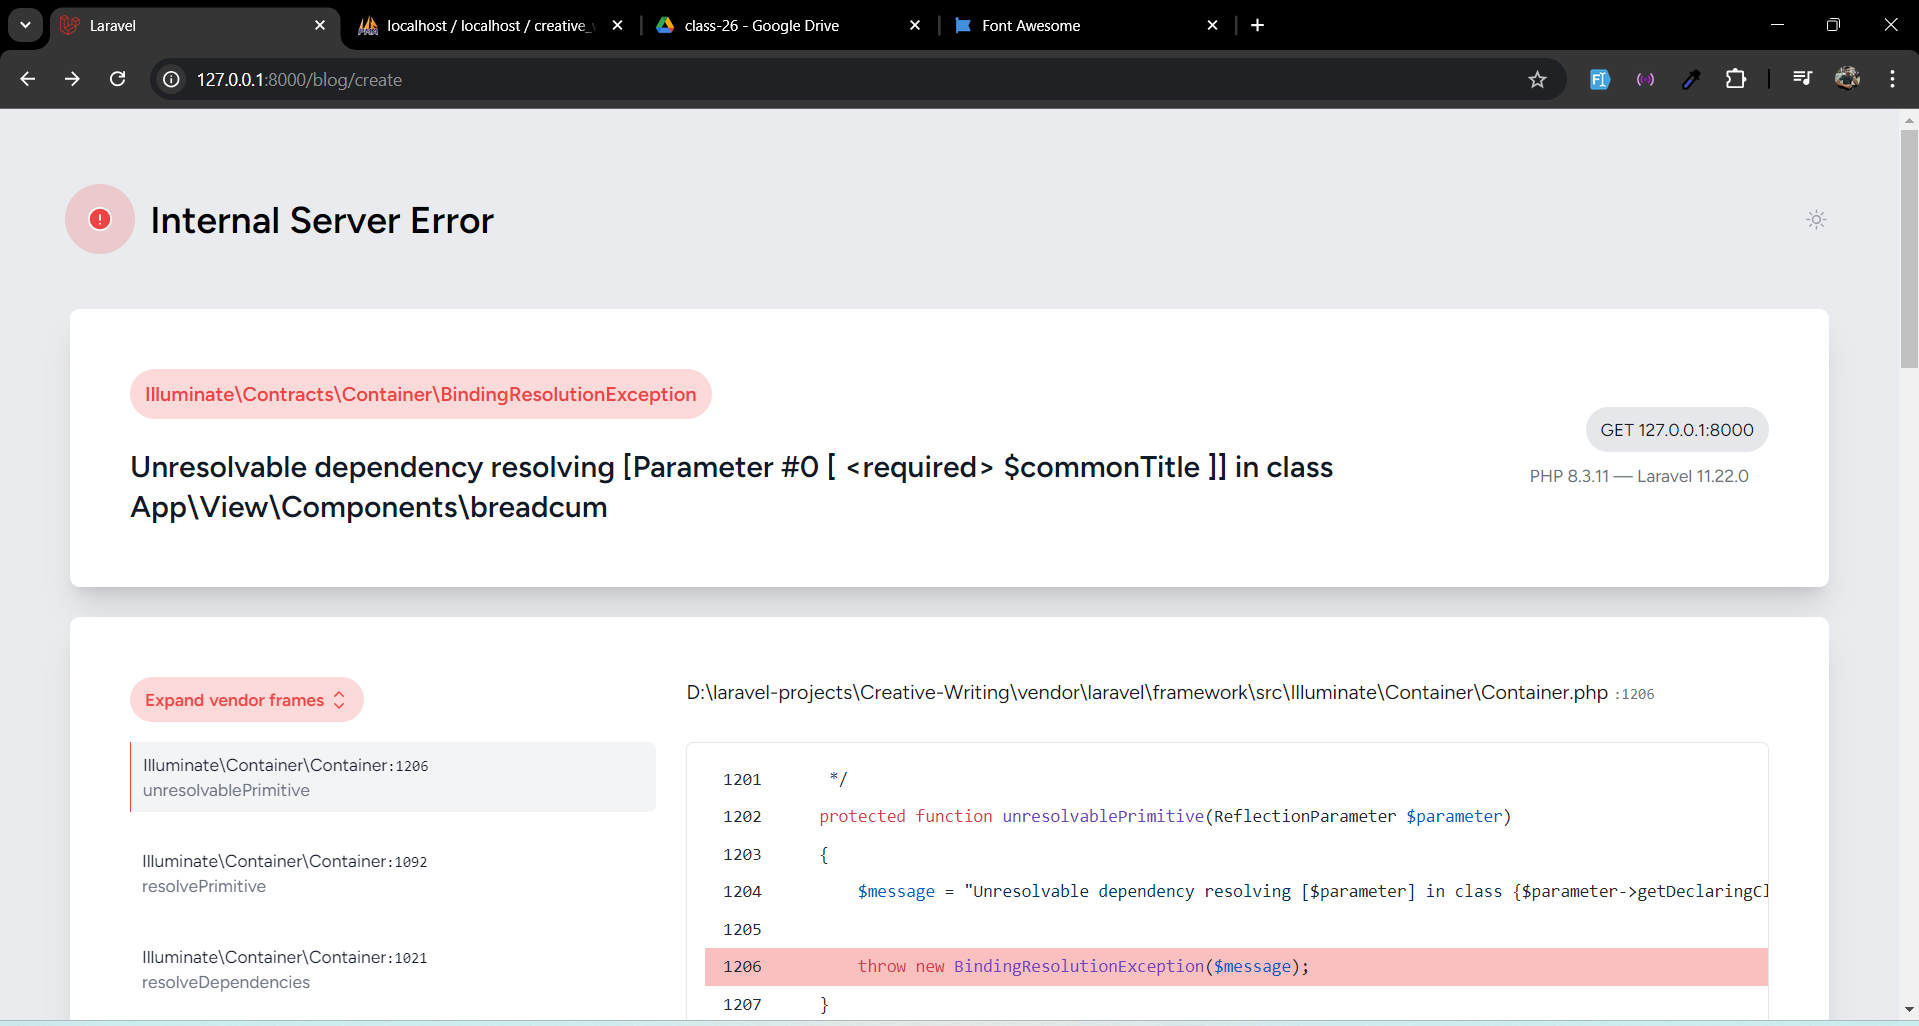 Laravel
localhost / localhost / creative_
class-26 - Google Drive
Font Awesome
127.0.0.1:8000/blog/create
Internal Server Error
Illuminate\Contracts\Container\BindingResolutionException
Unresolvable dependency resolving [Parameter #0 [ <required> $commonTitle ]] in class
App\View\Components\breadcum
GET 127.0.0.1:8000
PHP 8.3.11 — Laravel 11.22.0
Expand vendor frames
Illuminate\Container\Container:1206
unresolvablePrimitive
Illuminate\Container\Container:1092
resolvePrimitive
Illuminate\Container\Container:1021
resolveDependencies
D:\laravel-projects\Creative-Writing\vendor\laravel\framework\src\Illuminate\Container\Container.php :1206
1201 */
1202 protected function unresolvablePrimitive(ReflectionParameter $parameter)
1203 {
1204 $message = "Unresolvable dependency resolving [$parameter] in class {$parameter->getDeclaringCl
1205
1206 throw new BindingResolutionException($message);
1207 }